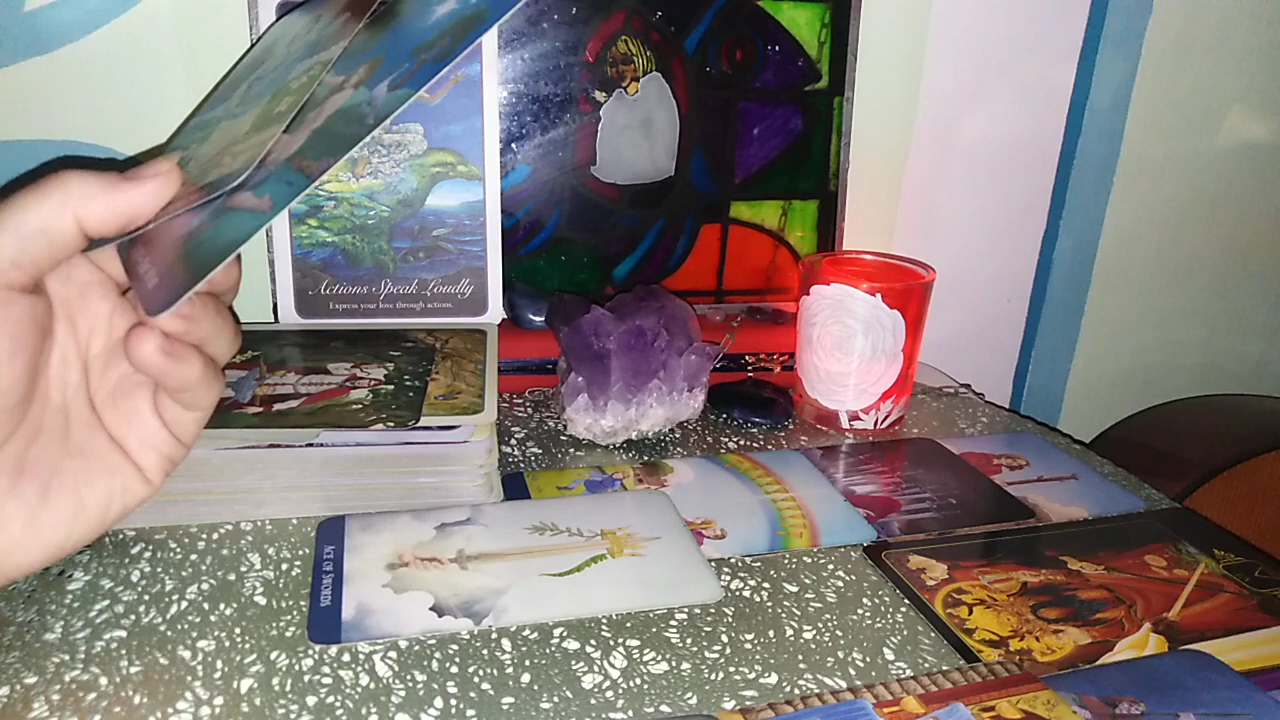 Actions Speak Loudly
Express your love through actions.
ACE OF SWORDS